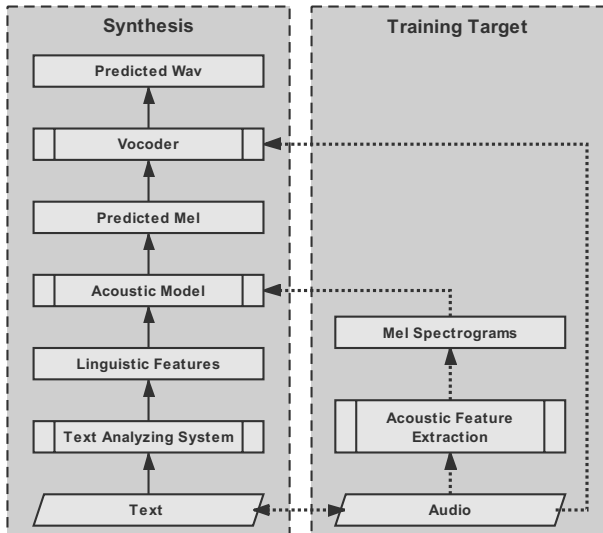 Synthesis
Predicted Wav
Vocoder
Predicted Mel
Acoustic Model
Linguistic Features
Text Analyzing System
Text
Training Target
Mel Spectrograms
Acoustic Feature
Extraction
Audio